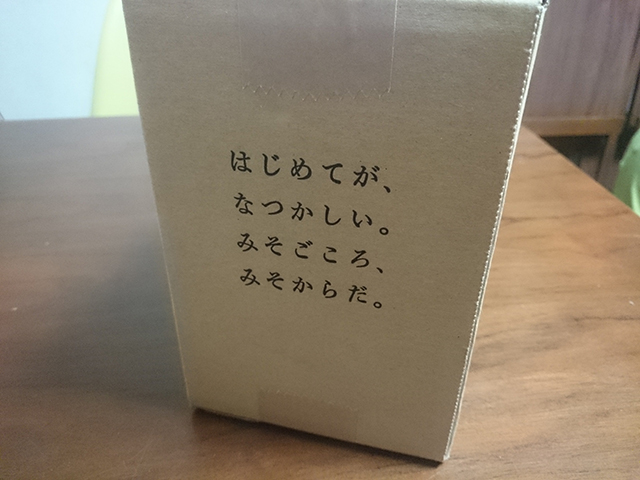 はじめてが、
なつかしい。
みそごころ、
みそからだ。